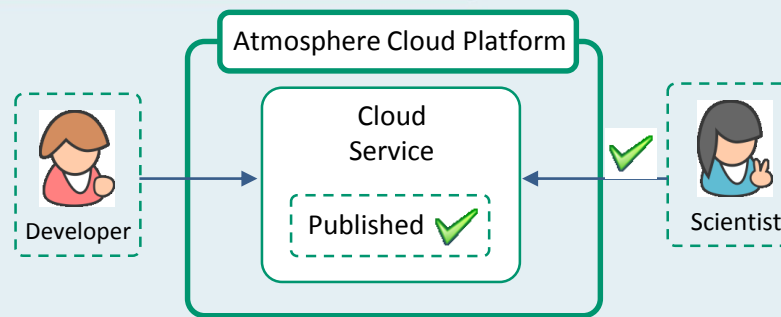 Atmosphere Cloud Platform
Cloud
Service
Published
Developer
Scientist